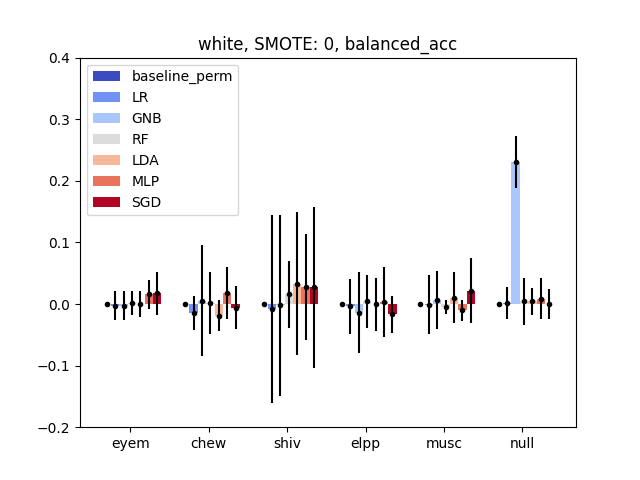 white, SMOTE: 0, balanced_acc
0.4
0.3
0.2
0.1
0.0
−0.1
−0.2
baseline_perm
LR
GNB
RF
LDA
MLP
SGD
eyem chew shiv elpp musc null